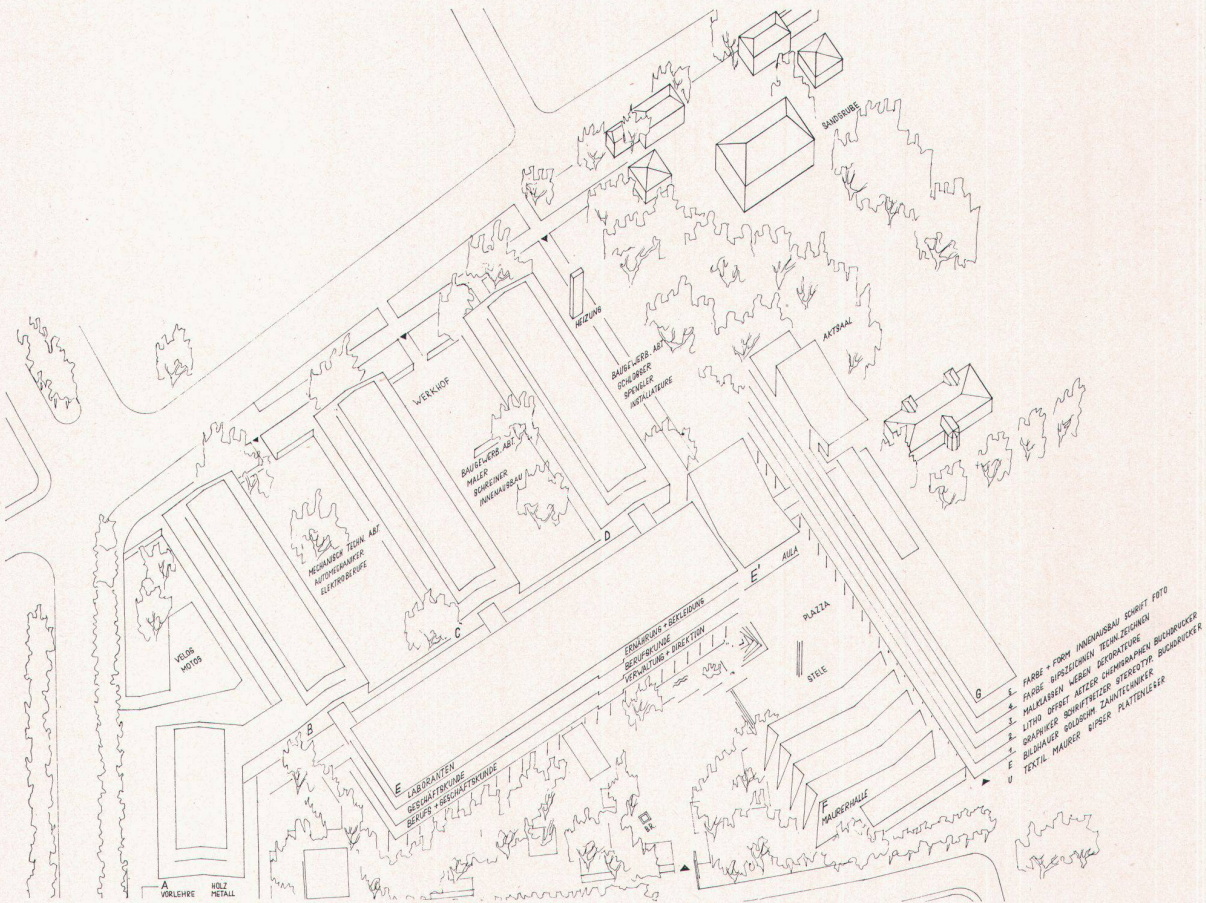 SANDGRUBE
HEIZUNG
AKTSAAL
BAUGEWERB. ABT.
SCHLOSSER
SPENGLER
INSTALLATEURE
WERKHOF
BAUGEWERB. ABT.
MALER
SCHREINER
INNENAUSBAU
MECHANISCH TECHN. ABT.
AUTOMECHANIKER
ELEKTROBERUFE
D
C
B
E'
AULA
PLAZZA
STELE
VELOS
MOTOS
ERNÄHRUNG + BEKLEIDUNG
BERUFSKUNDE
VERWALTUNG + DIREKTION
E
LABORANTEN
GESCHÄFTSKUNDE
BERUFS + GESCHÄFTSKUNDE
G
5 FARBE + FORM INNENAUSBAU SCHRIFT FOTO
4 FARBE GIPSZEICHNEN TECHN. ZEICHNEN
3 MALKLASSEN WEBEN DEKORATEURE
2 LITHO OFFSET AETZER CHEMIGRAPHEN BUCHDRUCKER
1 GRAPHIKER SCHRIFTSETZER STEREOTYP. BUCHDRUCKER
E BILDHAUER GOLDSCHM. ZAHNTECHNIKER
U TEXTIL MAURER GIPSER PLATTENLEGER
F
MAURERHALLE
BR.
A
VORLEHRE HOLZ
METALL